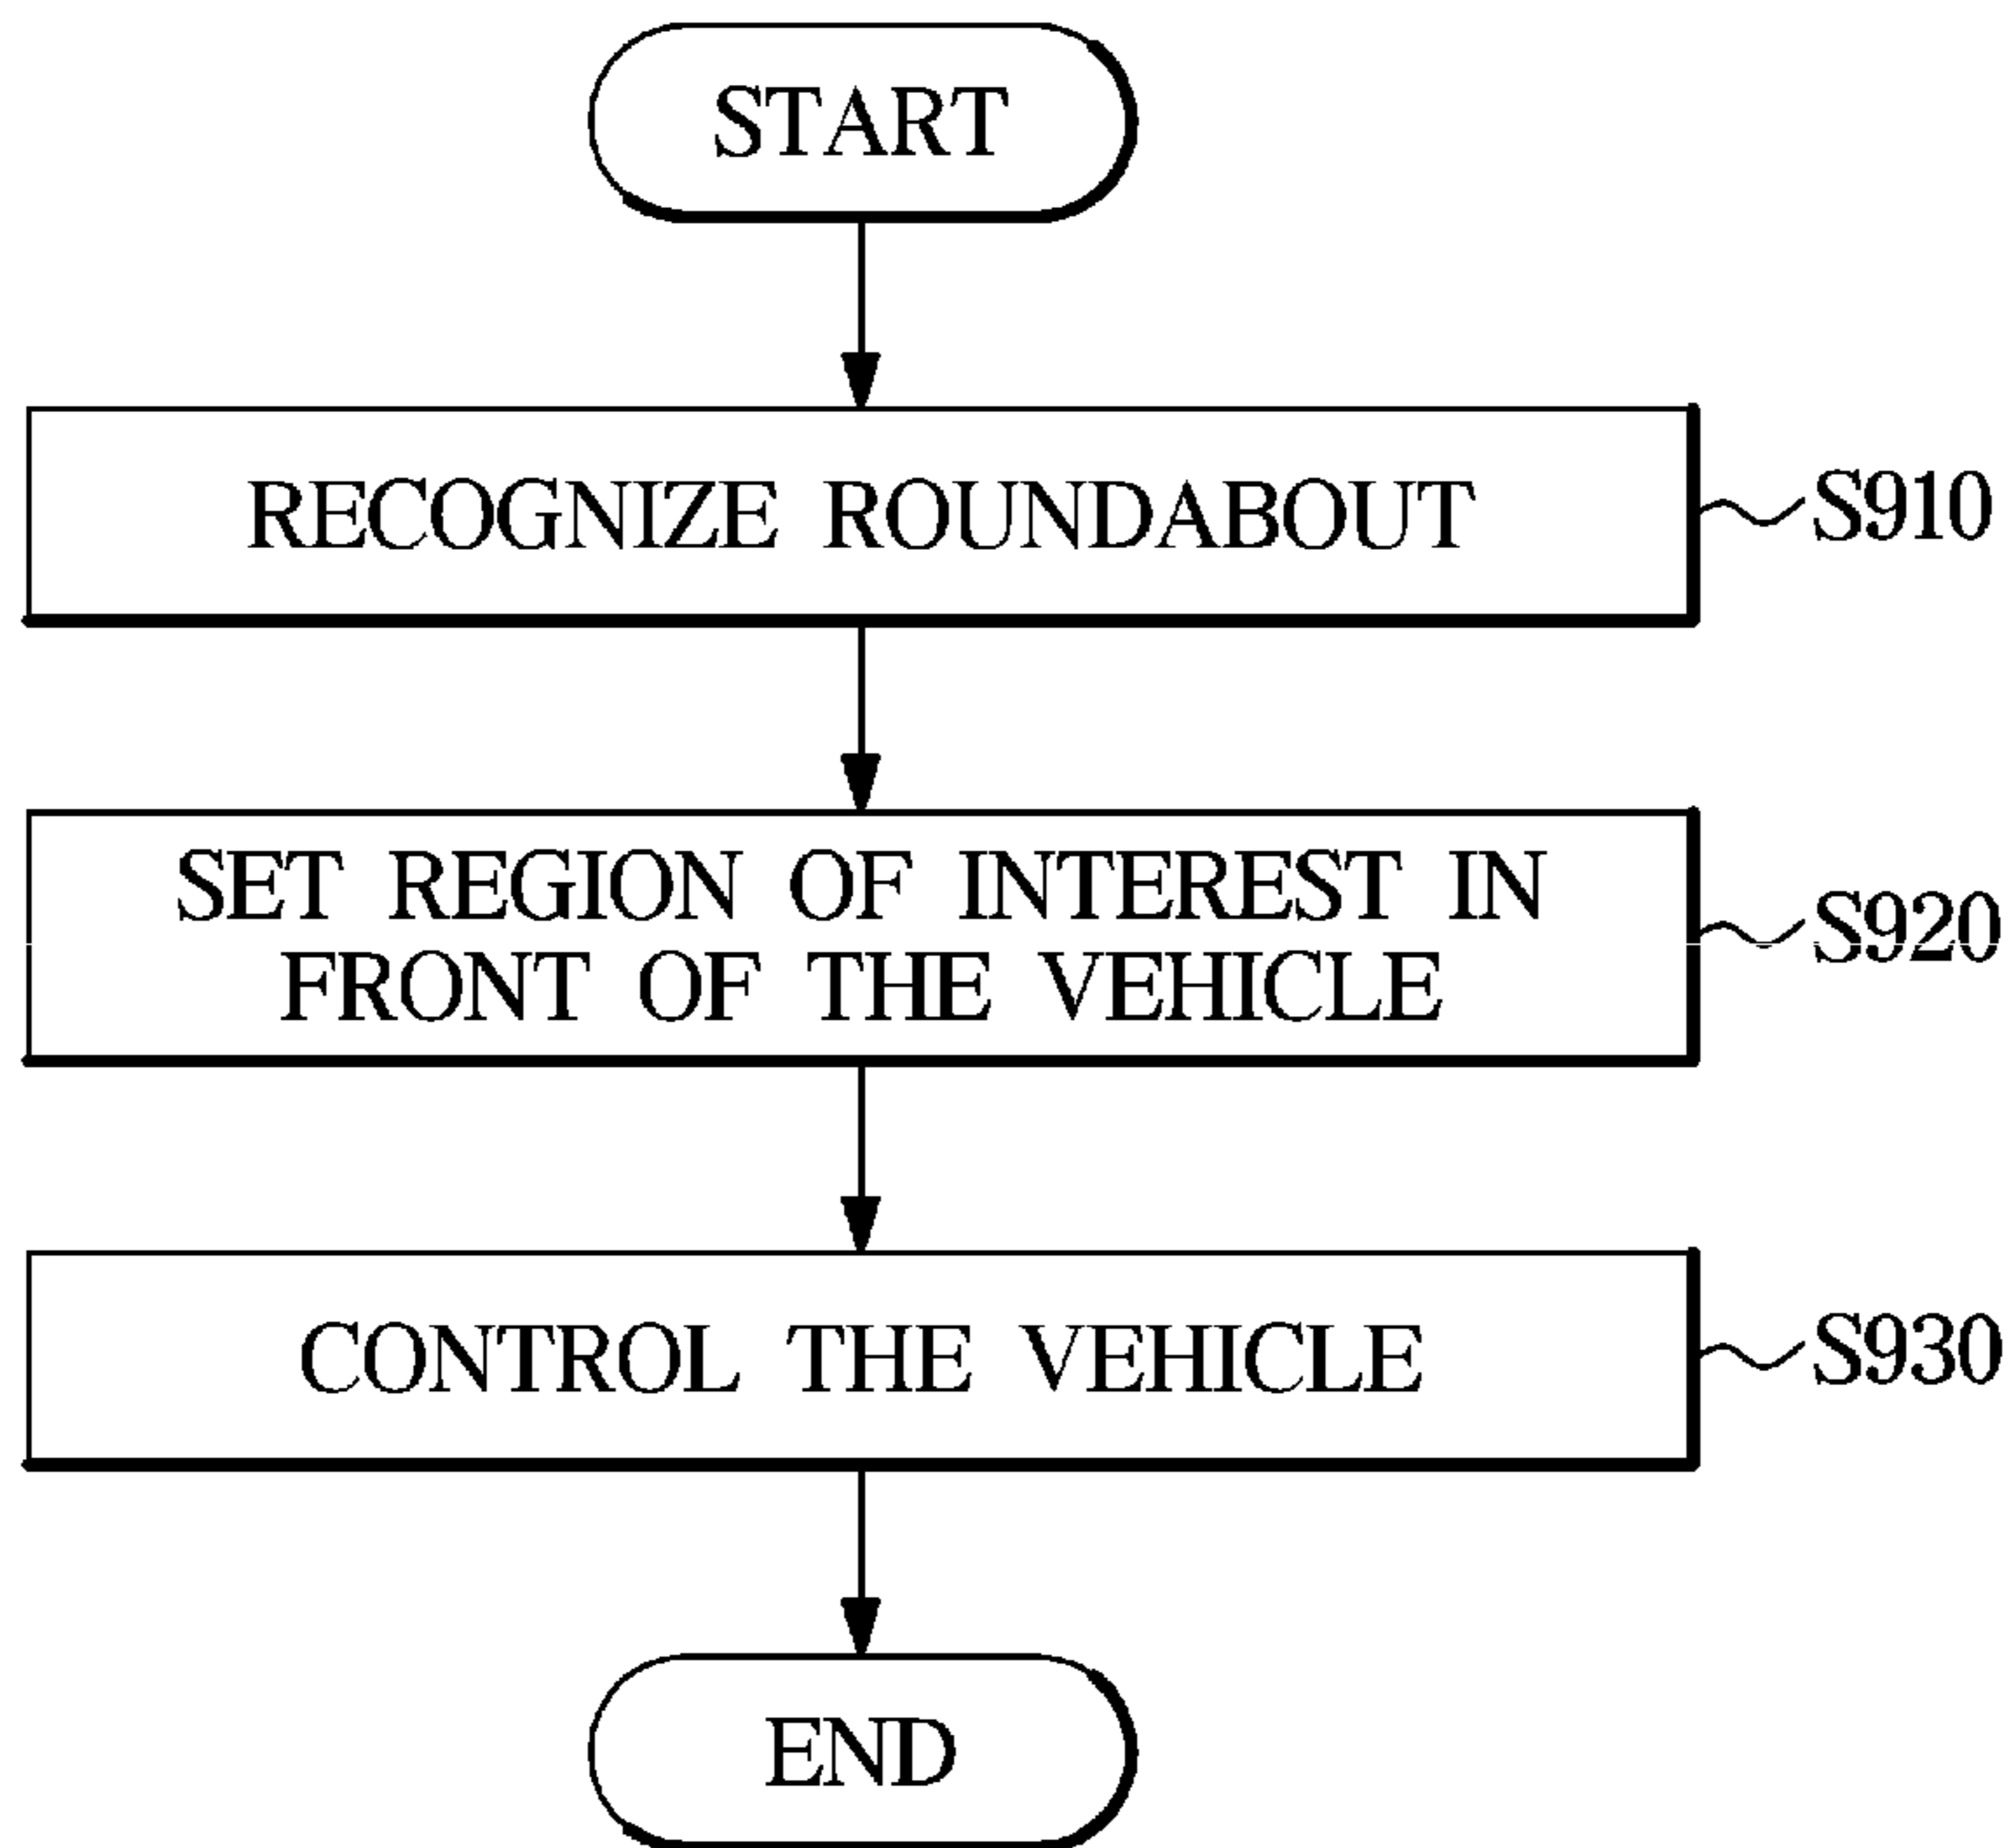 START
RECOGNIZE ROUNDABOUT
S910
SET REGION OF INTEREST IN
FRONT OF THE VEHICLE
S920
CONTROL THE VEHICLE
S930
END